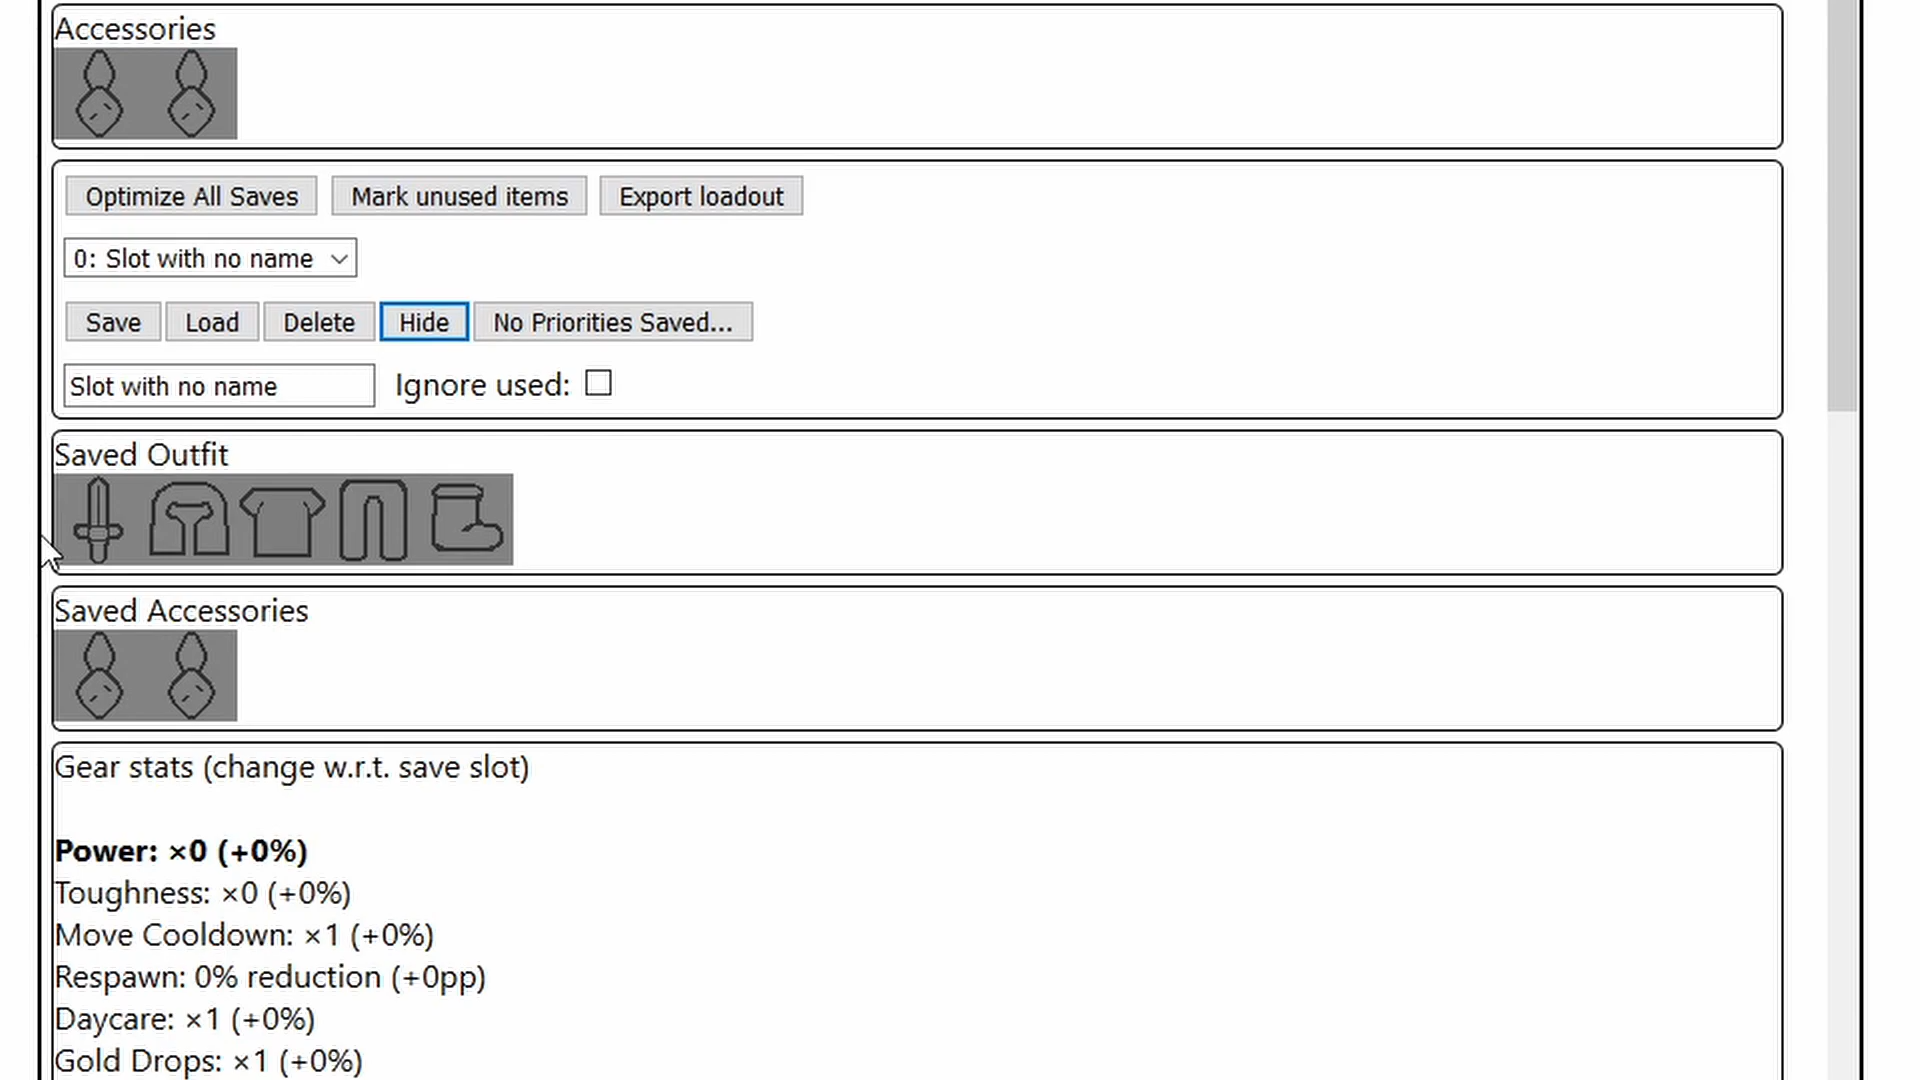 Accessories
Optimize All Saves Mark unused items Export loadout
0: Slot with no name
Save Load Delete Hide No Priorities Saved...
Slot with no name Ignore used:
Saved Outfit
Saved Accessories
Gear stats (change w.r.t. save slot)
Power: ×0 (+0%)
Toughness: ×0 (+0%)
Move Cooldown: ×1 (+0%)
Respawn: 0% reduction (+0pp)
Daycare: ×1 (+0%)
Gold Drops: ×1 (+0%)